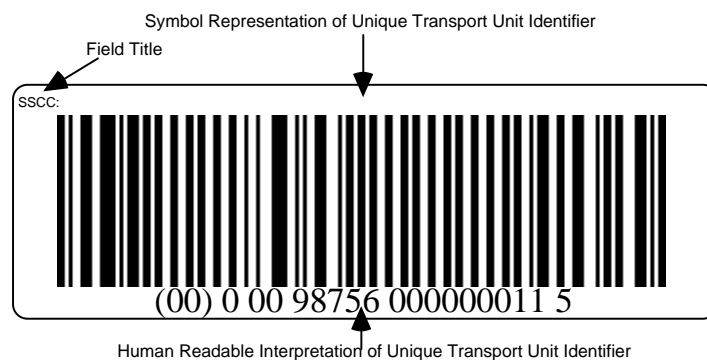 Symbol Representation of Unique Transport Unit Identifier
Field Title
SSCC:
(00) 0 00 98756 000000011 5
Human Readable Interpretation of Unique Transport Unit Identifier